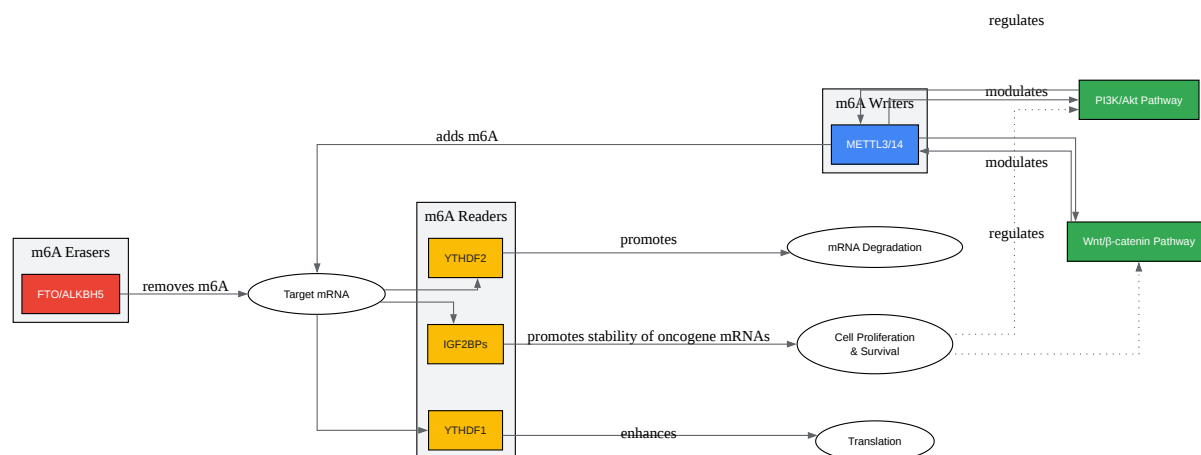 regulates
modulates
PI3K/Akt Pathway
m6A Writers
adds m6A
METTL3/14
modulates
m6A Readers
regulates
Wnt/β-catenin Pathway
promotes
mRNA Degradation
m6A Erasers
YTHDF2
FTO/ALKBH5
removes m6A
Target mRNA
IGF2BPs
promotes stability of oncogene mRNAs
Cell Proliferation
& Survival
YTHDF1
enhances
Translation